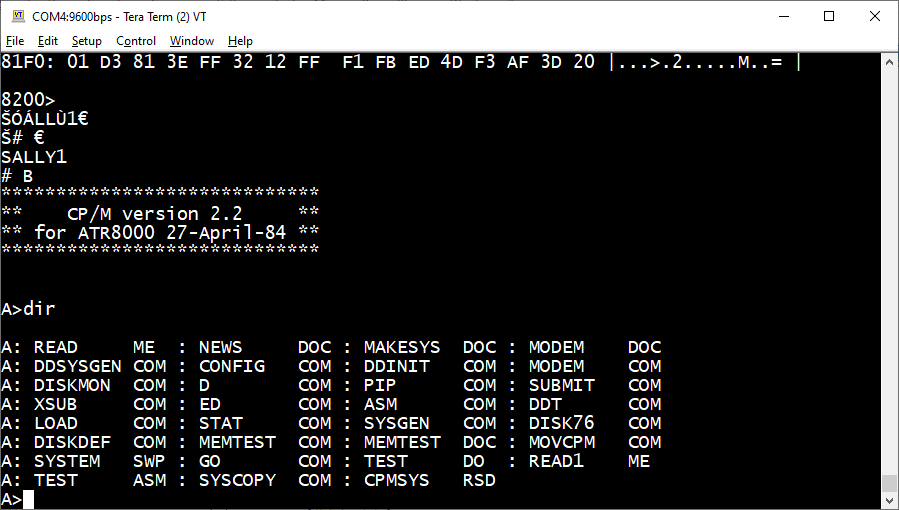 COM4:9600bps - Tera Term (2) VT
File Edit Setup Control Window Help
81F0: 01 D3 81 3E FF 32 12 FF  F1 FB ED 4D F3 AF 3D 20 |...>.2.....M..= |
8200>
ŠÓÁLLÙ1€
Š# €
SALLY1
# B
*****************************
**    CP/M version 2.2     **
** for ATR8000 27-April-84 **
*****************************
A>dir
A: READ     ME  : NEWS     DOC : MAKESYS  DOC : MODEM    DOC
A: DDSYSGEN COM : CONFIG   COM : DDINIT   COM : MODEM    COM
A: DISKMON  COM : D        COM : PIP      COM : SUBMIT   COM
A: XSUB     COM : ED       COM : ASM      COM : DDT      COM
A: LOAD     COM : STAT     COM : SYSGEN   COM : DISK76   COM
A: DISKDEF  COM : MEMTEST  COM : MEMTEST  DOC : MOVCPM   COM
A: SYSTEM   SWP : GO       COM : TEST     DO  : READ1    ME
A: TEST     ASM : SYSCOPY  COM : CPMSYS   RSD
A>